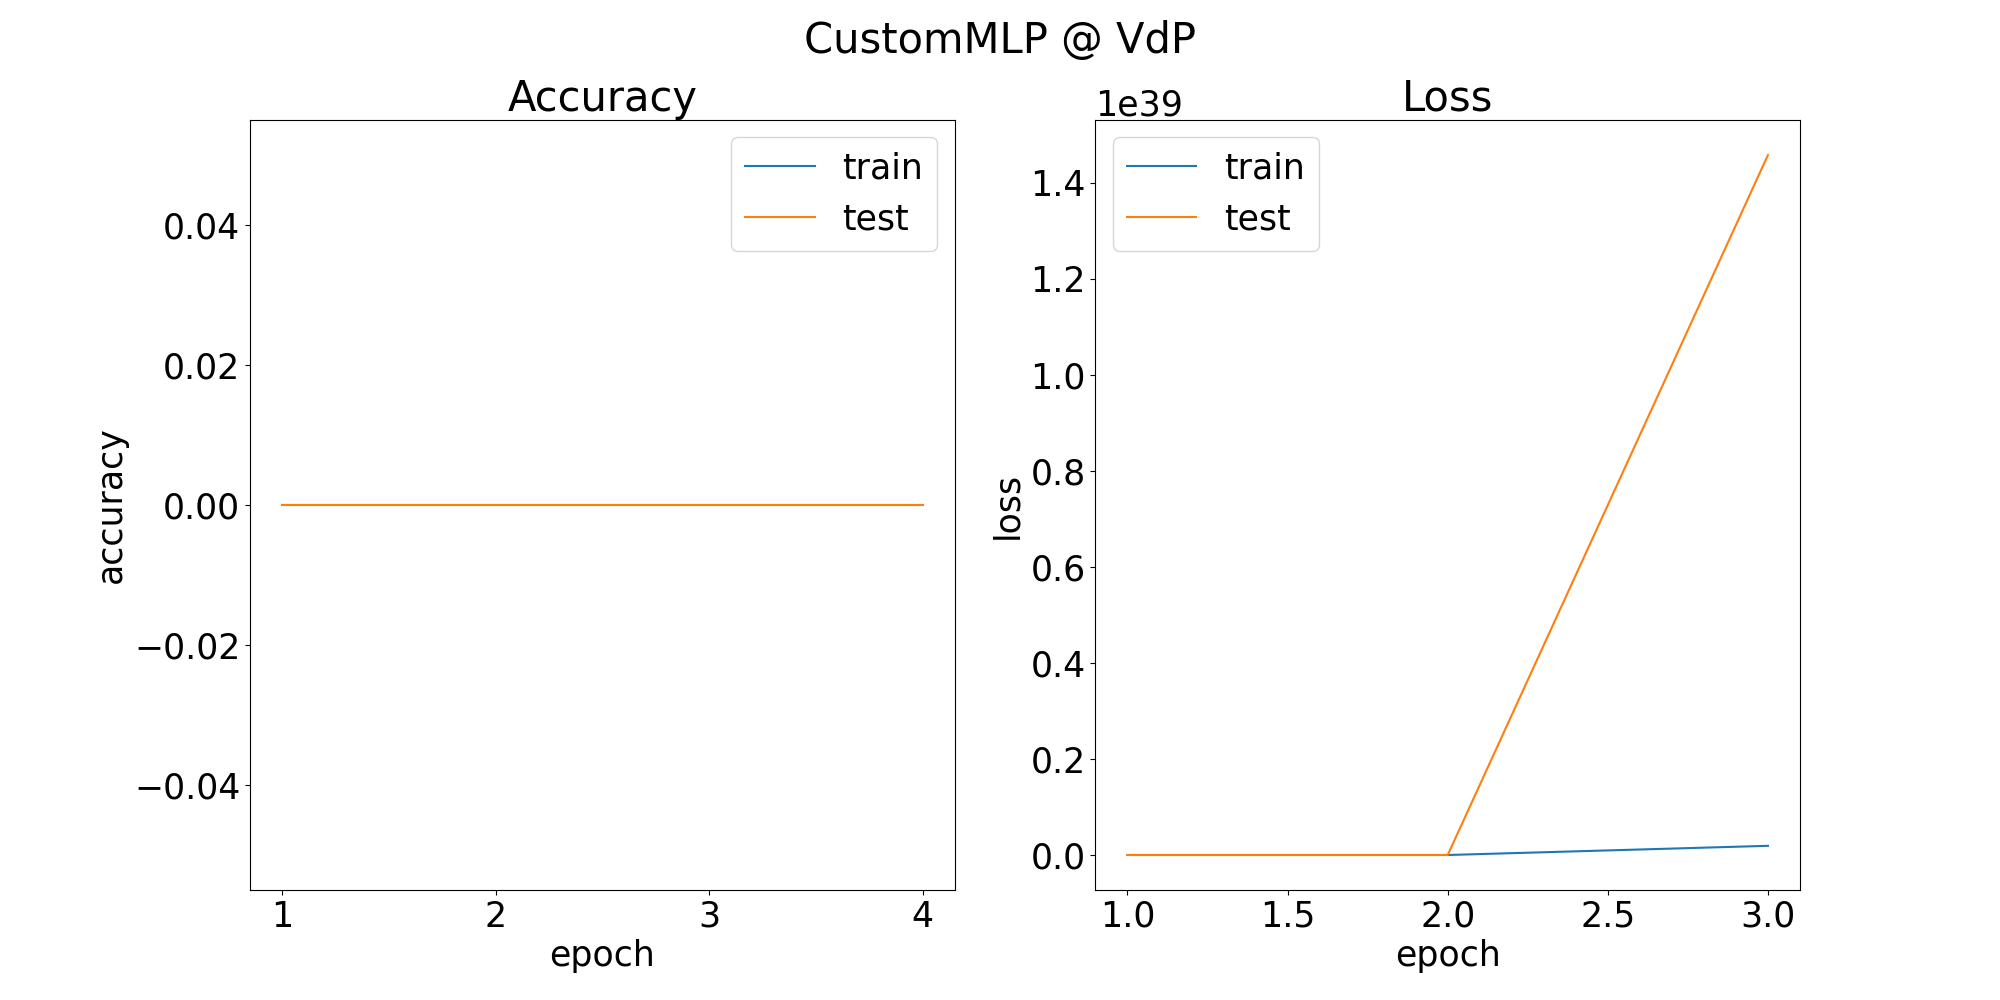 CustomMLP @ VdP
Accuracy
train
test
0.04
0.02
0.00
−0.02
−0.04
accuracy
1 2 3 4
epoch
Loss
1e39
train
test
1.4
1.2
1.0
0.8
0.6
0.4
0.2
0.0
loss
1.0 1.5 2.0 2.5 3.0
epoch